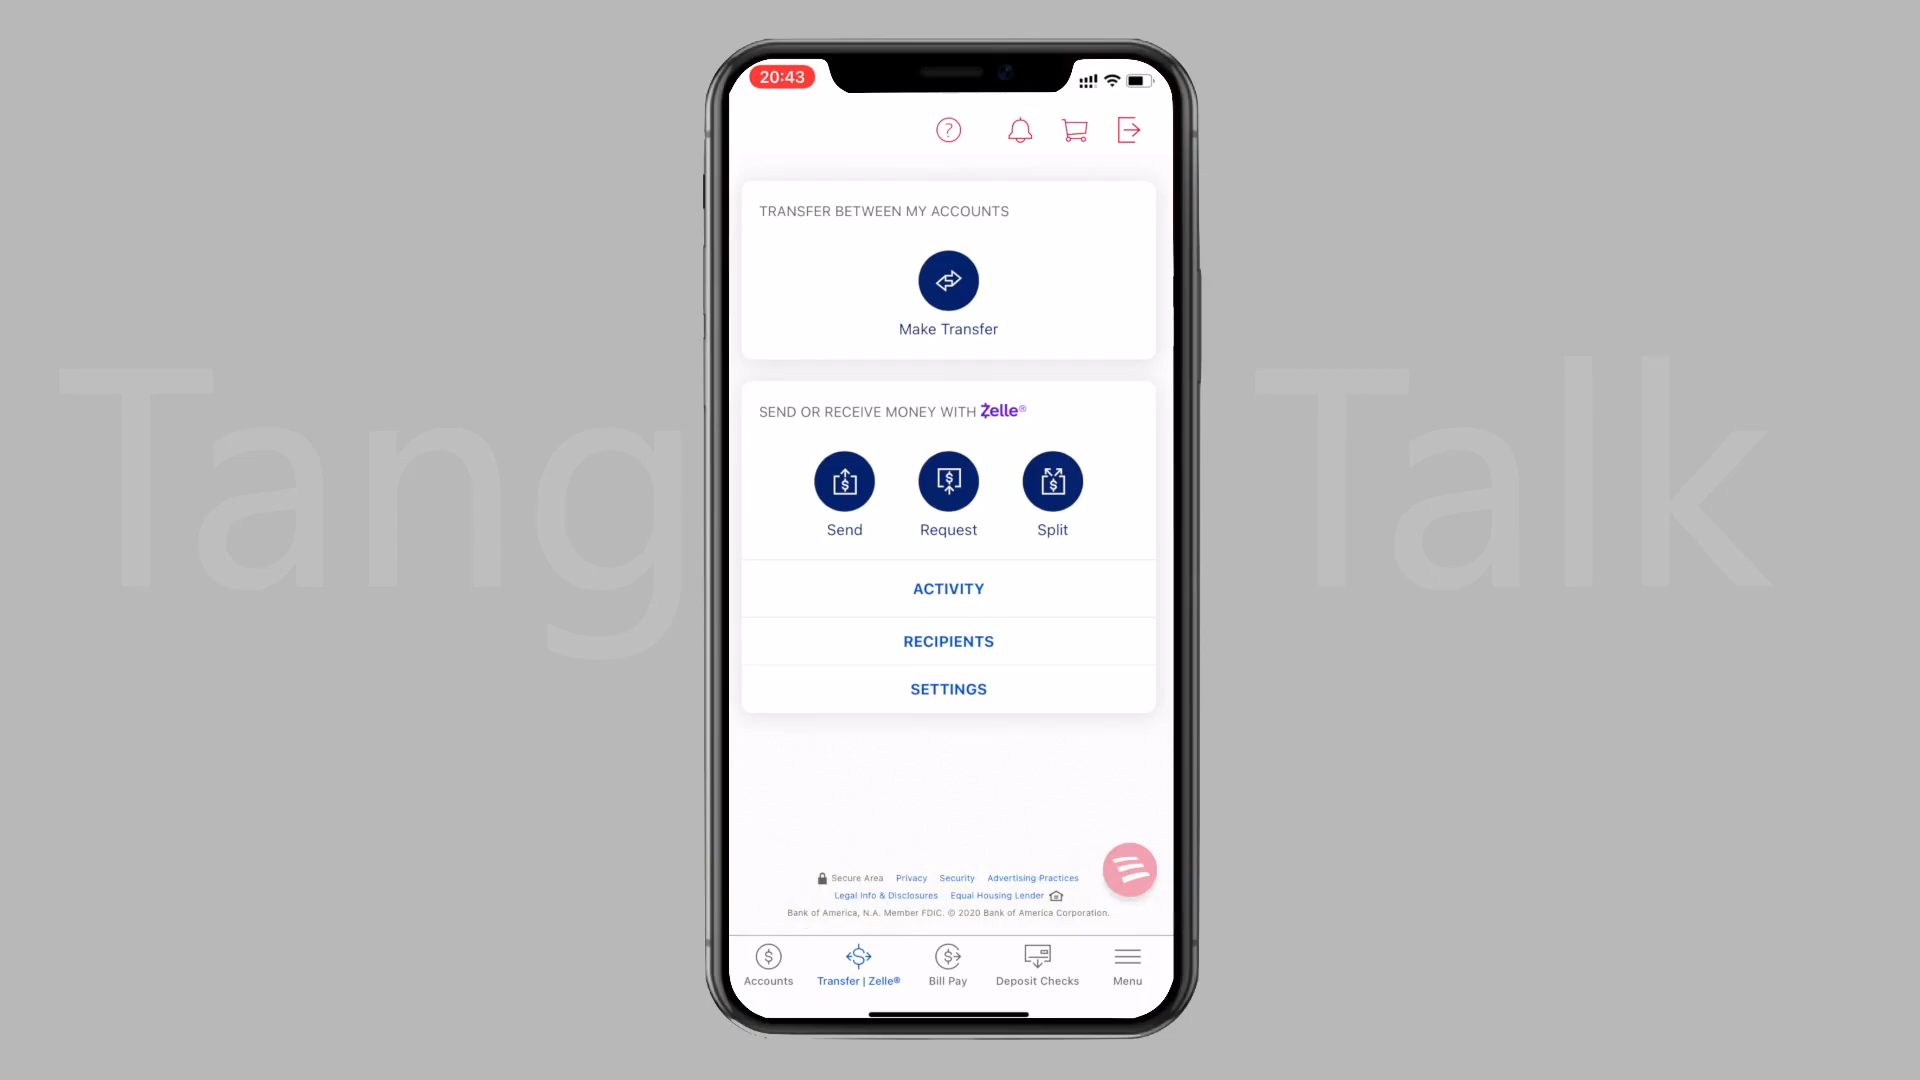 20:43
TRANSFER BETWEEN MY ACCOUNTS
Make Transfer
SEND OR RECEIVE MONEY WITH Zelle®
Send Request Split
ACTIVITY
RECIPIENTS
SETTINGS
Secure Area Privacy Security Advertising Practices
Legal Info & Disclosures Equal Housing Lender
Bank of America, N.A. Member FDIC. © 2020 Bank of America Corporation.
Accounts Transfer | Zelle® Bill Pay Deposit Checks Menu
Tang Talk